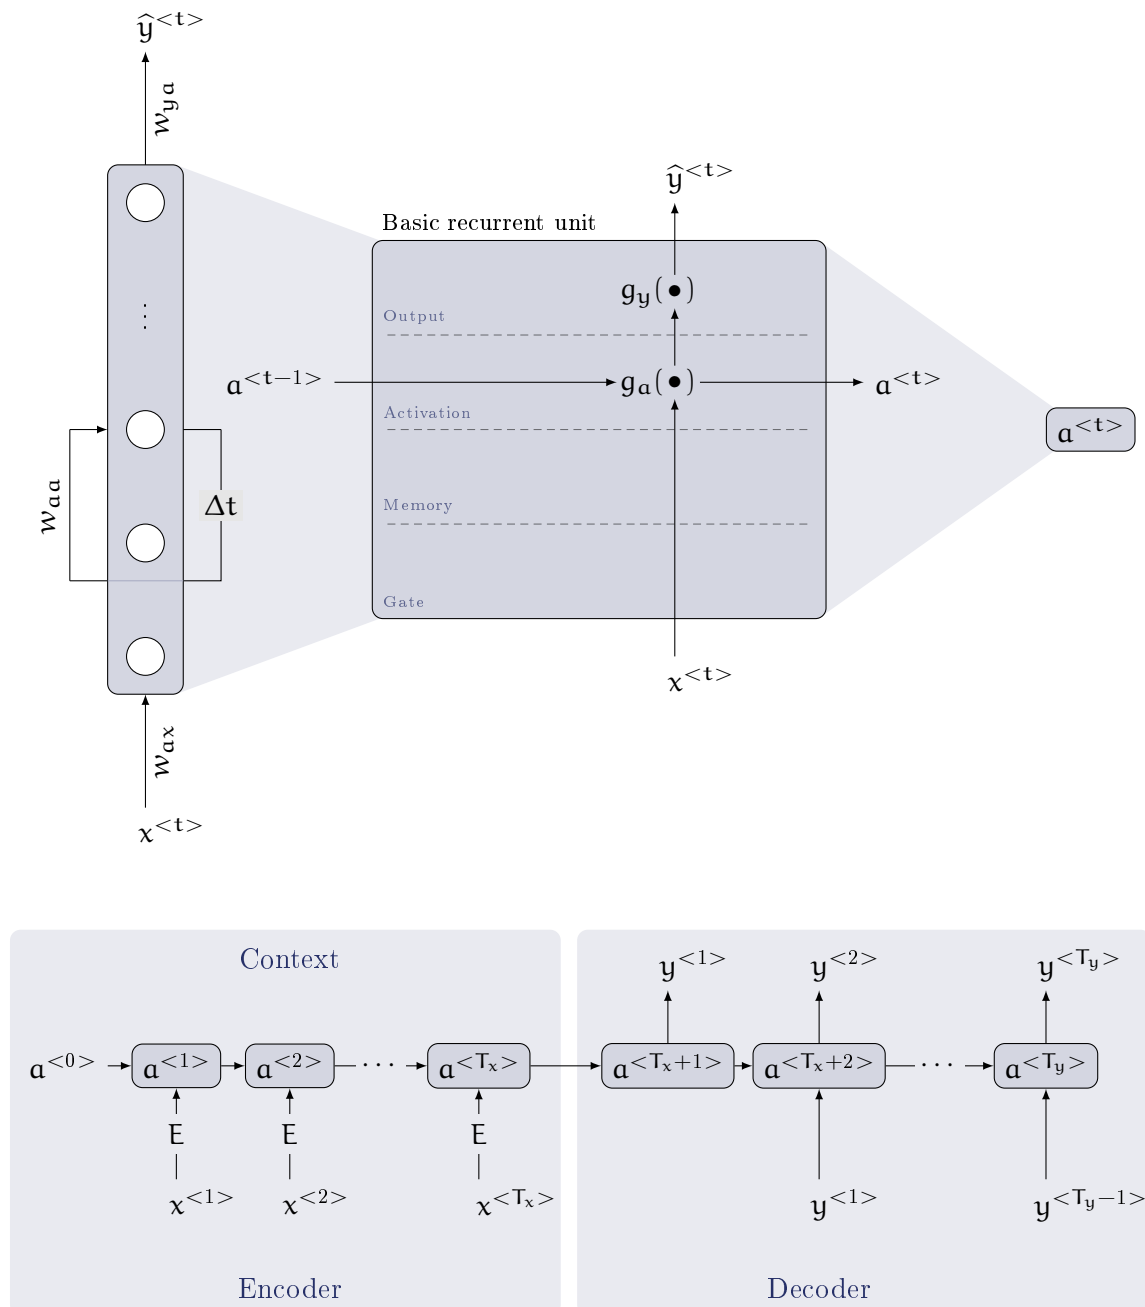 ŷ<t>
w_ya
ŷ<t>
Basic recurrent unit
g_y(•)
Output
a<t−1>
g_a(•)
a<t>
Activation
a<t>
w_aa
Δt
Memory
Gate
x<t>
w_ax
x<t>
Context
y<1> y<2> y<T_y>
a<0> a<1> a<2> ··· a<T_x> a<T_x+1> a<T_x+2> ··· a<T_y>
E E E
x<1> x<2> x<T_x> y<1> y<T_y−1>
Encoder Decoder